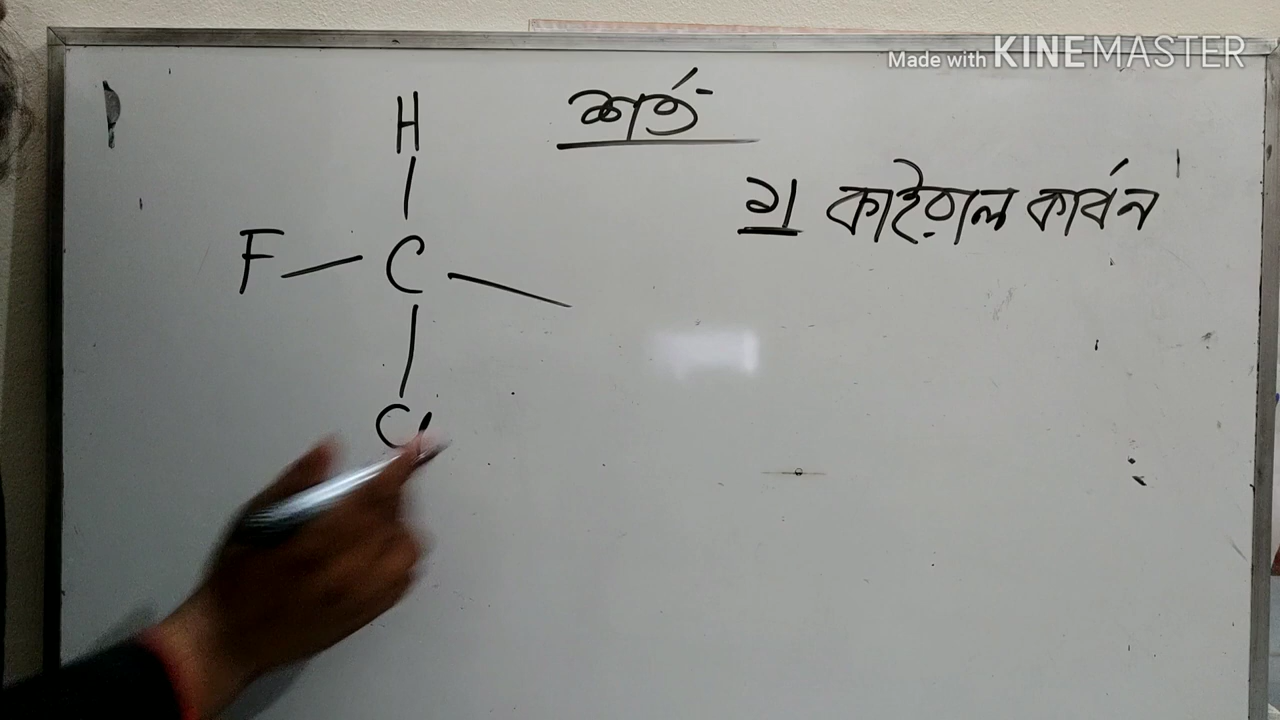 Made with KINEMASTER
শর্ত
১। কাইরাল কার্বন
H
F — C —
Cl